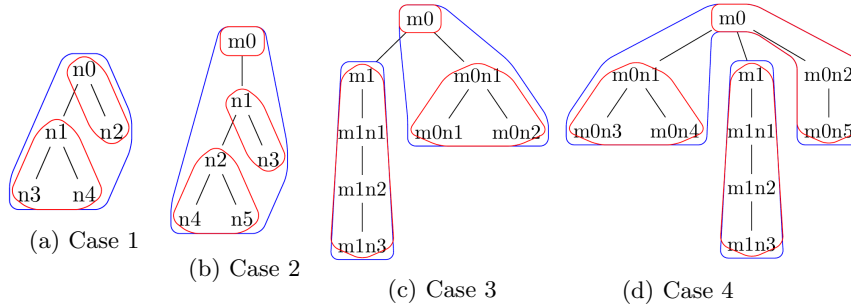 n0
n1 n2
n3 n4
(a) Case 1
m0
n1
n2 n3
n4 n5
(b) Case 2
m0
m1 m0n1
m1n1 m0n1 m0n2
m1n2
m1n3
(c) Case 3
m0
m0n1 m1 m0n2
m0n3 m0n4 m1n1 m0n5
m1n2
m1n3
(d) Case 4